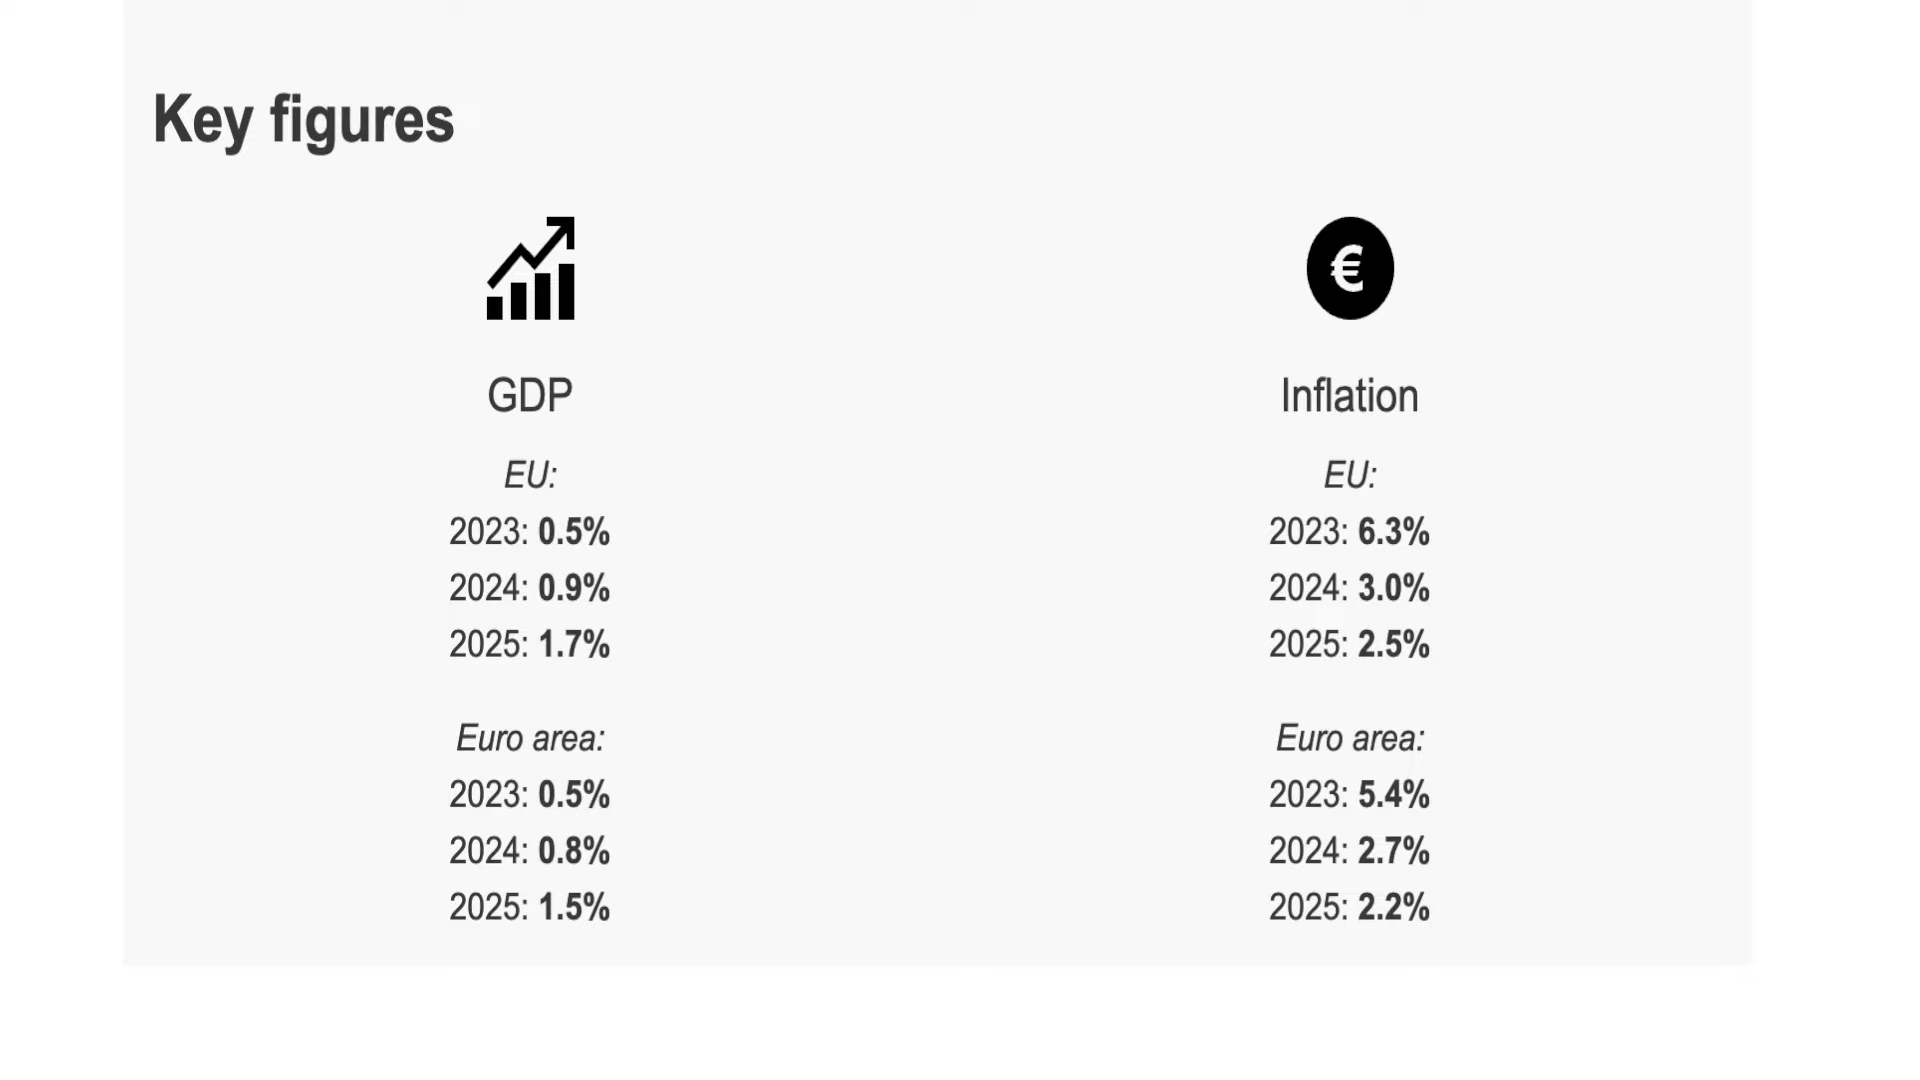 Key figures
€
GDP
EU:
2023: 0.5%
2024: 0.9%
2025: 1.7%
Euro area:
2023: 0.5%
2024: 0.8%
2025: 1.5%
Inflation
EU:
2023: 6.3%
2024: 3.0%
2025: 2.5%
Euro area:
2023: 5.4%
2024: 2.7%
2025: 2.2%